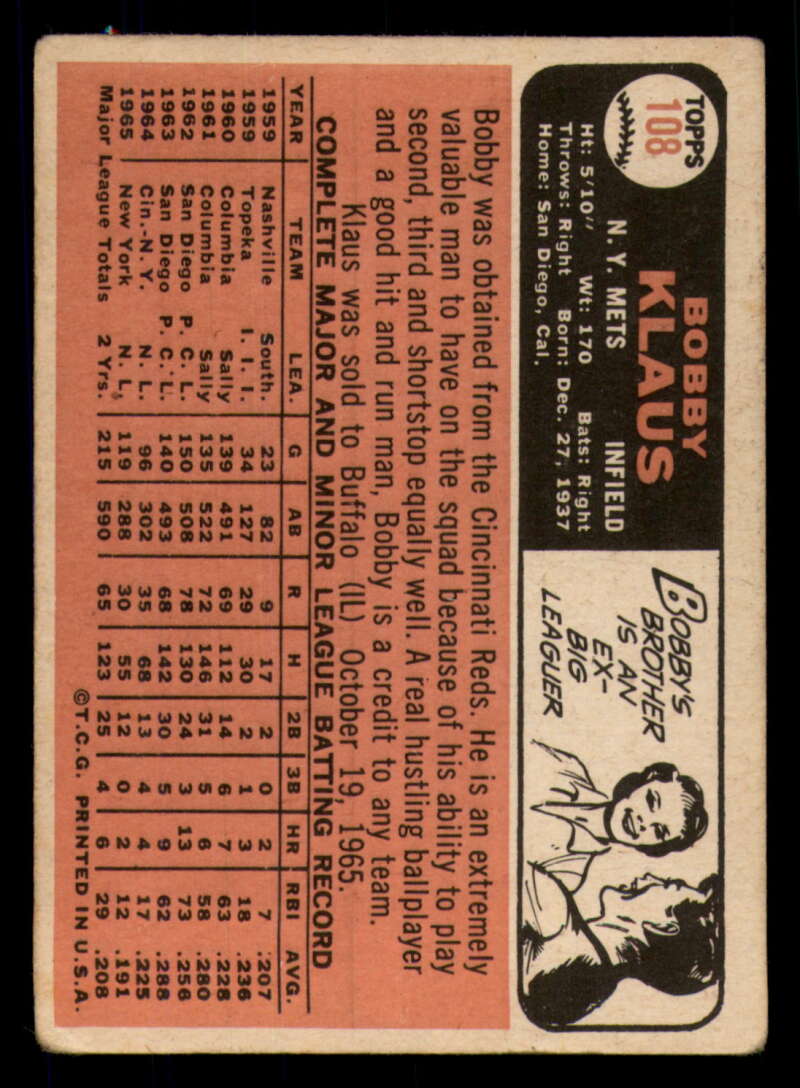 TOPPS
108
BOBBY
KLAUS
N. Y. METS INFIELD
Ht: 5/10" Wt: 170 Bats: Right
Throws: Right Born: Dec. 27, 1937
Home: San Diego, Cal.
BOBBY'S
BROTHER
IS AN
EX-
BIG
LEAGUER
Bobby was obtained from the Cincinnati Reds. He is an extremely
valuable man to have on the squad because of his ability to play
second, third and shortstop equally well. A real hustling ballplayer
and a good hit and run man, Bobby is a credit to any team.
Klaus was sold to Buffalo (IL) October 19, 1965.
COMPLETE MAJOR AND MINOR LEAGUE BATTING RECORD
YEAR TEAM LEA. G AB R H 2B 3B HR RBI AVG.
1959 Nashville South. 23 82 9 17 2 0 2 7 .207
1959 Topeka I. I. I. 34 127 29 30 2 1 3 18 .236
1960 Columbia Sally 139 491 69 112 14 6 7 63 .228
1961 Columbia Sally 135 522 72 146 31 5 6 58 .280
1962 San Diego P. C. L. 150 508 78 130 24 3 13 73 .256
1963 San Diego P. C. L. 140 493 68 142 30 5 9 62 .288
1964 Cin.-N. Y. N. L. 96 302 35 68 13 4 4 17 .225
1965 New York N. L. 119 288 30 55 12 0 2 12 .191
Major League Totals 2 Yrs. 215 590 65 123 25 4 6 29 .208
©T.C.G. PRINTED IN U.S.A.